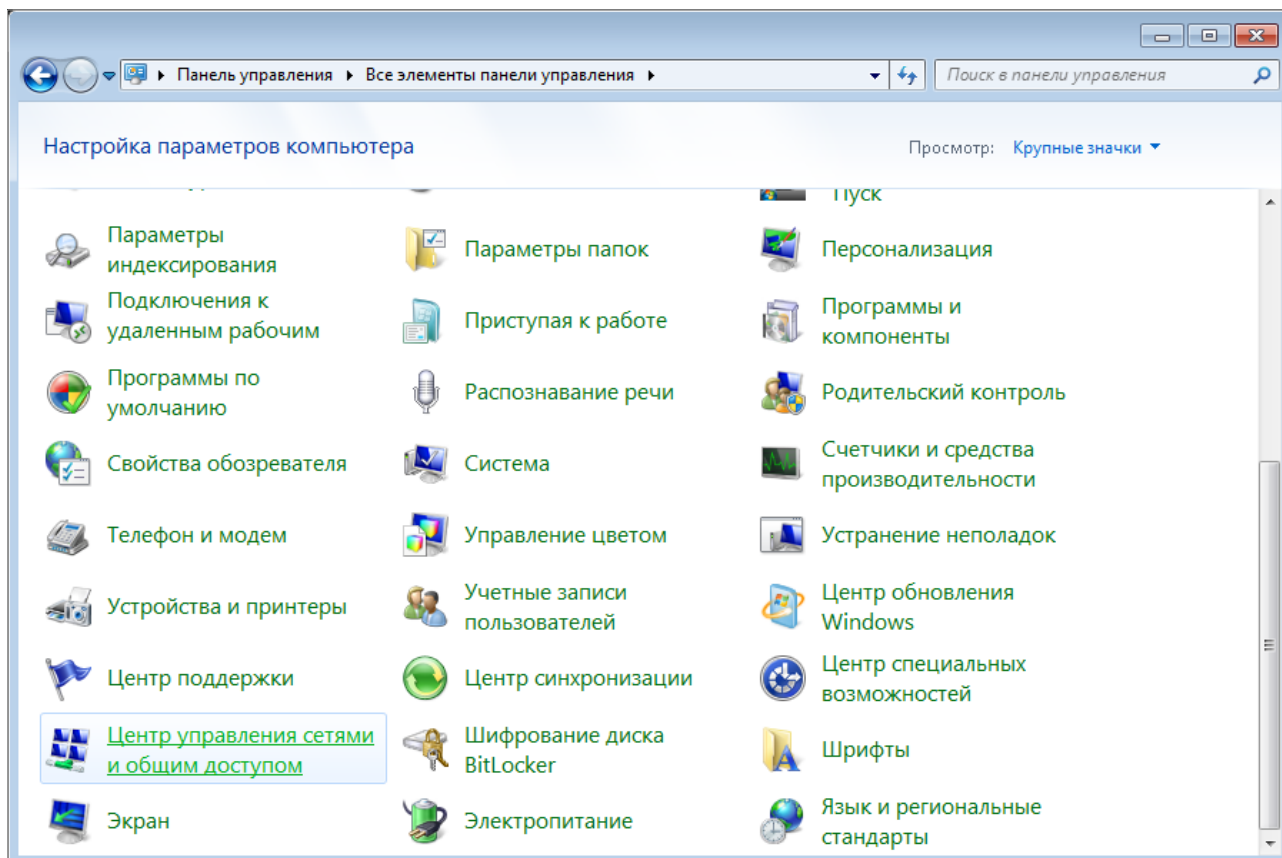 Панель управления ▸ Все элементы панели управления ▸
Поиск в панели управления
Настройка параметров компьютера
Просмотр: Крупные значки
Пуск
Параметры
индексирования
Параметры папок
Персонализация
Подключения к
удаленным рабочим
Приступая к работе
Программы и
компоненты
Программы по
умолчанию
Распознавание речи
Родительский контроль
Свойства обозревателя
Система
Счетчики и средства
производительности
Телефон и модем
Управление цветом
Устранение неполадок
Устройства и принтеры
Учетные записи
пользователей
Центр обновления
Windows
Центр поддержки
Центр синхронизации
Центр специальных
возможностей
Центр управления сетями
и общим доступом
Шифрование диска
BitLocker
Шрифты
Экран
Электропитание
Язык и региональные
стандарты